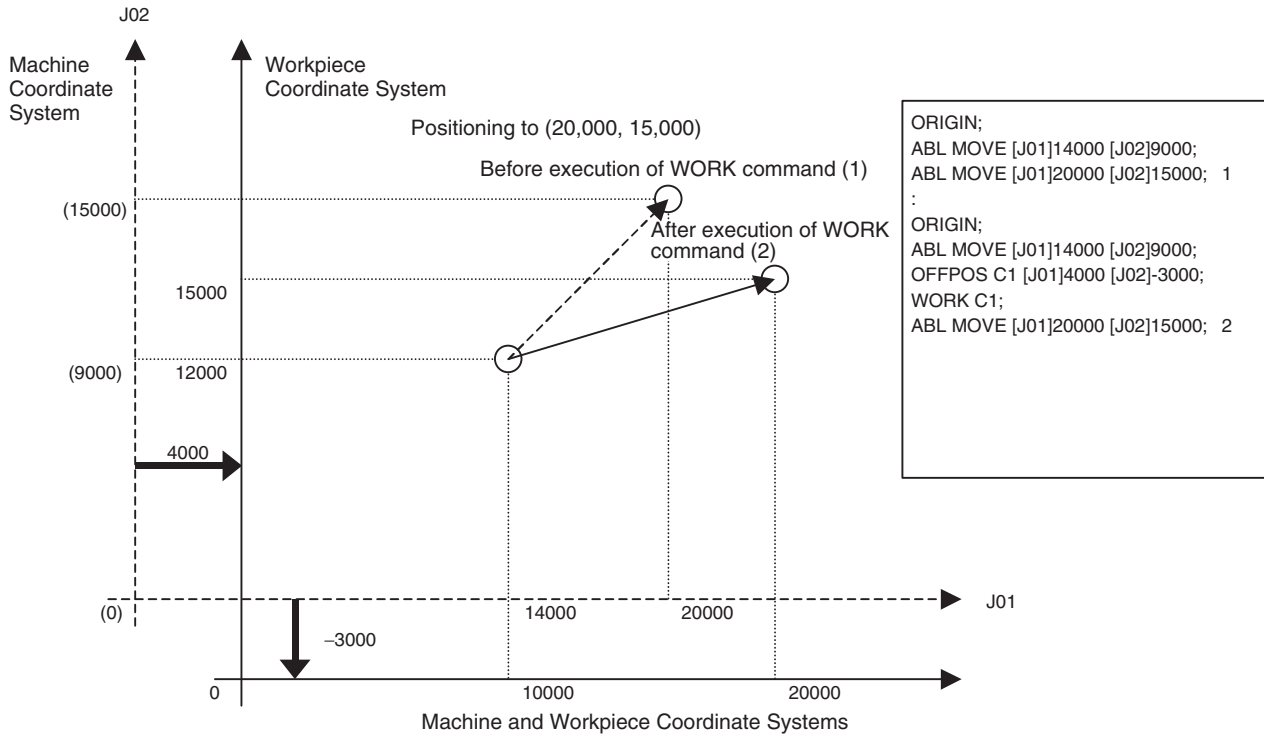 J02
Machine
Coordinate
System
Workpiece
Coordinate System
Positioning to (20,000, 15,000)
Before execution of WORK command (1)
(15000)
After execution of WORK
command (2)
15000
(9000)
12000
4000
(0)
14000
20000
J01
–3000
0
10000
20000
Machine and Workpiece Coordinate Systems
ORIGIN;
ABL MOVE [J01]14000 [J02]9000;
ABL MOVE [J01]20000 [J02]15000; 1
:
ORIGIN;
ABL MOVE [J01]14000 [J02]9000;
OFFPOS C1 [J01]4000 [J02]-3000;
WORK C1;
ABL MOVE [J01]20000 [J02]15000; 2